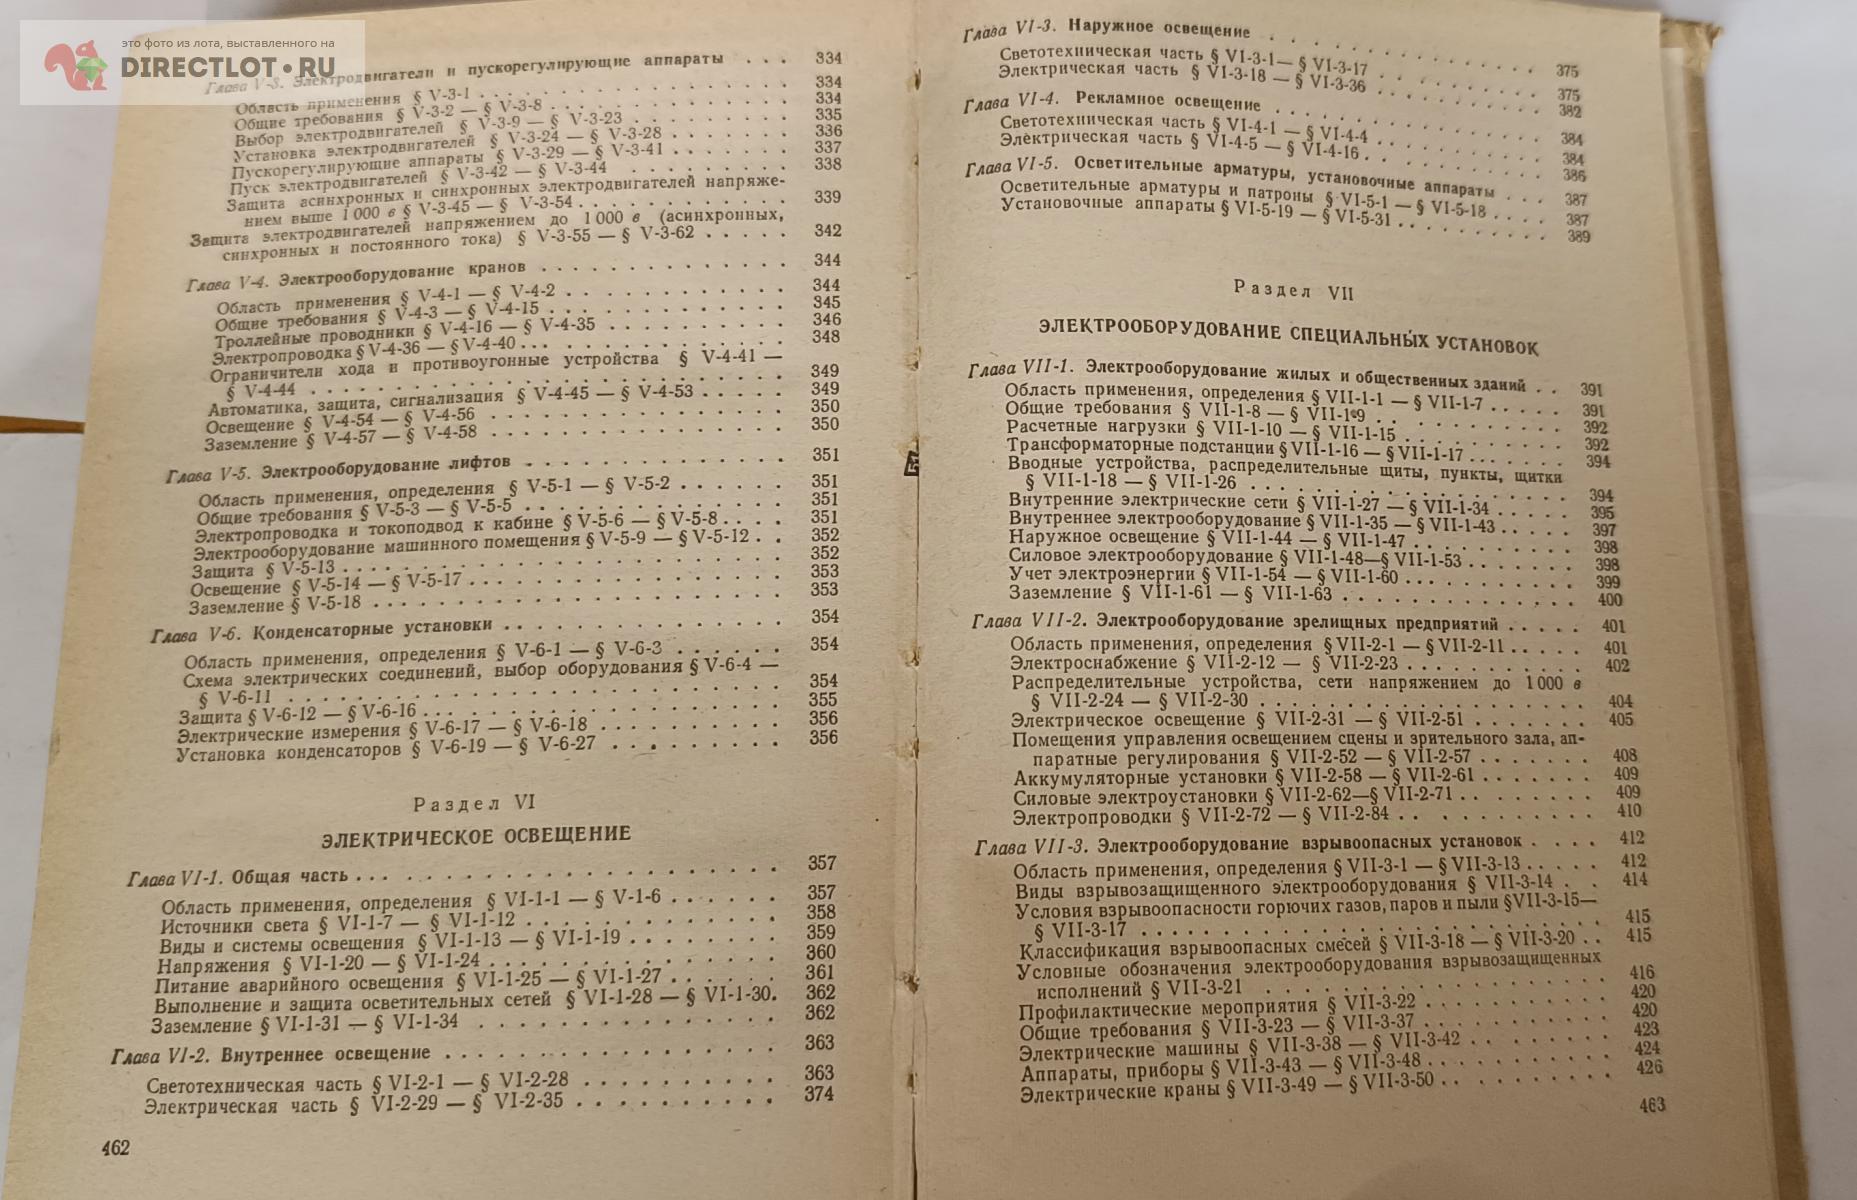 это фото из лота, выставленного на
DIRECTLOT.RU
Глава V-3. Электродвигатели и пускорегулирующие аппараты . . . 334
Область применения § V-3-1 . . . 334
Общие требования § V-3-2 — § V-3-8 . . . 334
Выбор электродвигателей § V-3-9 — § V-3-23 . . . 335
Установка электродвигателей § V-3-24 — § V-3-28 . . . 336
Пускорегулирующие аппараты § V-3-29 — § V-3-41 . . . 337
Пуск электродвигателей § V-3-42 — § V-3-44 . . . 338
Защита асинхронных и синхронных электродвигателей напряже-
нием выше 1000 в § V-3-45 — § V-3-54 . . . 339
Защита электродвигателей напряжением до 1000 в (асинхронных,
синхронных и постоянного тока) § V-3-55 — § V-3-62 . . . 342
Глава V-4. Электрооборудование кранов . . . 344
Область применения § V-4-1 — § V-4-2 . . . 344
Общие требования § V-4-3 — § V-4-15 . . . 345
Троллейные проводники § V-4-16 — § V-4-35 . . . 346
Электропроводка § V-4-36 — § V-4-40 . . . 348
Ограничители хода и противоугонные устройства § V-4-41 —
§ V-4-44 . . . 349
Автоматика, защита, сигнализация § V-4-45 — § V-4-53 . . . 349
Освещение § V-4-54 — § V-4-56 . . . 350
Заземление § V-4-57 — § V-4-58 . . . 350
Глава V-5. Электрооборудование лифтов . . . 351
Область применения, определения § V-5-1 — § V-5-2 . . . 351
Общие требования § V-5-3 — § V-5-5 . . . 351
Электропроводка и токоподвод к кабине § V-5-6 — § V-5-8 . . . 351
Электрооборудование машинного помещения § V-5-9 — § V-5-12 . . 352
Защита § V-5-13 . . . 352
Освещение § V-5-14 — § V-5-17 . . . 353
Заземление § V-5-18 . . . 353
Глава V-6. Конденсаторные установки . . . 354
Область применения, определения § V-6-1 — § V-6-3 . . . 354
Схема электрических соединений, выбор оборудования § V-6-4 —
§ V-6-11 . . . 354
Защита § V-6-12 — § V-6-16 . . . 355
Электрические измерения § V-6-17 — § V-6-18 . . . 356
Установка конденсаторов § V-6-19 — § V-6-27 . . . 356
Раздел VI
ЭЛЕКТРИЧЕСКОЕ ОСВЕЩЕНИЕ
Глава VI-1. Общая часть . . . 357
Область применения, определения § VI-1-1 — § V-1-6 . . . 357
Источники света § VI-1-7 — § VI-1-12 . . . 358
Виды и системы освещения § VI-1-13 — § VI-1-19 . . . 359
Напряжения § VI-1-20 — § VI-1-24 . . . 360
Питание аварийного освещения § VI-1-25 — § VI-1-27 . . . 361
Выполнение и защита осветительных сетей § VI-1-28 — § VI-1-30. 362
Заземление § VI-1-31 — § VI-1-34 . . . 362
Глава VI-2. Внутреннее освещение . . . 363
Светотехническая часть § VI-2-1 — § VI-2-28 . . . 363
Электрическая часть § VI-2-29 — § VI-2-35 . . . 374
462
Глава VI-3. Наружное освещение . . . 375
Светотехническая часть § VI-3-1— § VI-3-17 . . . 375
Электрическая часть § VI-3-18 — § VI-3-36 . . . 382
Глава VI-4. Рекламное освещение . . . 384
Светотехническая часть § VI-4-1 — § VI-4-4 . . . 384
Электрическая часть § VI-4-5 — § VI-4-16 . . . 386
Глава VI-5. Осветительные арматуры, установочные аппараты . . . 387
Осветительные арматуры и патроны § VI-5-1 — § VI-5-18 . . . 387
Установочные аппараты § VI-5-19 — § VI-5-31 . . . 389
Раздел VII
ЭЛЕКТРООБОРУДОВАНИЕ СПЕЦИАЛЬНЫХ УСТАНОВОК
Глава VII-1. Электрооборудование жилых и общественных зданий . . 391
Область применения, определения § VII-1-1 — § VII-1-7 . . . 391
Общие требования § VII-1-8 — § VII-1-9 . . . 392
Расчетные нагрузки § VII-1-10 — § VII-1-15 . . . 392
Трансформаторные подстанции § VII-1-16 — § VII-1-17 . . . 394
Вводные устройства, распределительные щиты, пункты, щитки
§ VII-1-18 — § VII-1-26 . . . 394
Внутренние электрические сети § VII-1-27 — § VII-1-34 . . . 395
Внутреннее электрооборудование § VII-1-35 — § VII-1-43 . . . 397
Наружное освещение § VII-1-44 — § VII-1-47 . . . 398
Силовое электрооборудование § VII-1-48—§ VII-1-53 . . . 398
Учет электроэнергии § VII-1-54 — § VII-1-60 . . . 399
Заземление § VII-1-61 — § VII-1-63 . . . 400
Глава VII-2. Электрооборудование зрелищных предприятий . . . 401
Область применения, определения § VII-2-1 — § VII-2-11 . . . 401
Электроснабжение § VII-2-12 — § VII-2-23 . . . 402
Распределительные устройства, сети напряжением до 1000 в
§ VII-2-24 — § VII-2-30 . . . 404
Электрическое освещение § VII-2-31 — § VII-2-51 . . . 405
Помещения управления освещением сцены и зрительного зала, ап-
паратные регулирования § VII-2-52 — § VII-2-57 . . . 408
Аккумуляторные установки § VII-2-58 — § VII-2-61 . . . 409
Силовые электроустановки § VII-2-62—§ VII-2-71 . . . 409
Электропроводки § VII-2-72 — § VII-2-84 . . . 410
Глава VII-3. Электрооборудование взрывоопасных установок . . . 412
Область применения, определения § VII-3-1 — § VII-3-13 . . . 412
Виды взрывозащищенного электрооборудования § VII-3-14 . . 414
Условия взрывоопасности горючих газов, паров и пыли §VII-3-15—
§ VII-3-17 . . . 415
Классификация взрывоопасных смесей § VII-3-18 — § VII-3-20 . . 415
Условные обозначения электрооборудования взрывозащищенных
исполнений § VII-3-21 . . . 416
Профилактические мероприятия § VII-3-22 . . . 420
Общие требования § VII-3-23 — § VII-3-37 . . . 420
Электрические машины § VII-3-38 — § VII-3-42 . . . 423
Аппараты, приборы § VII-3-43 — § VII-3-48 . . . 424
Электрические краны § VII-3-49 — § VII-3-50 . . . 426
463